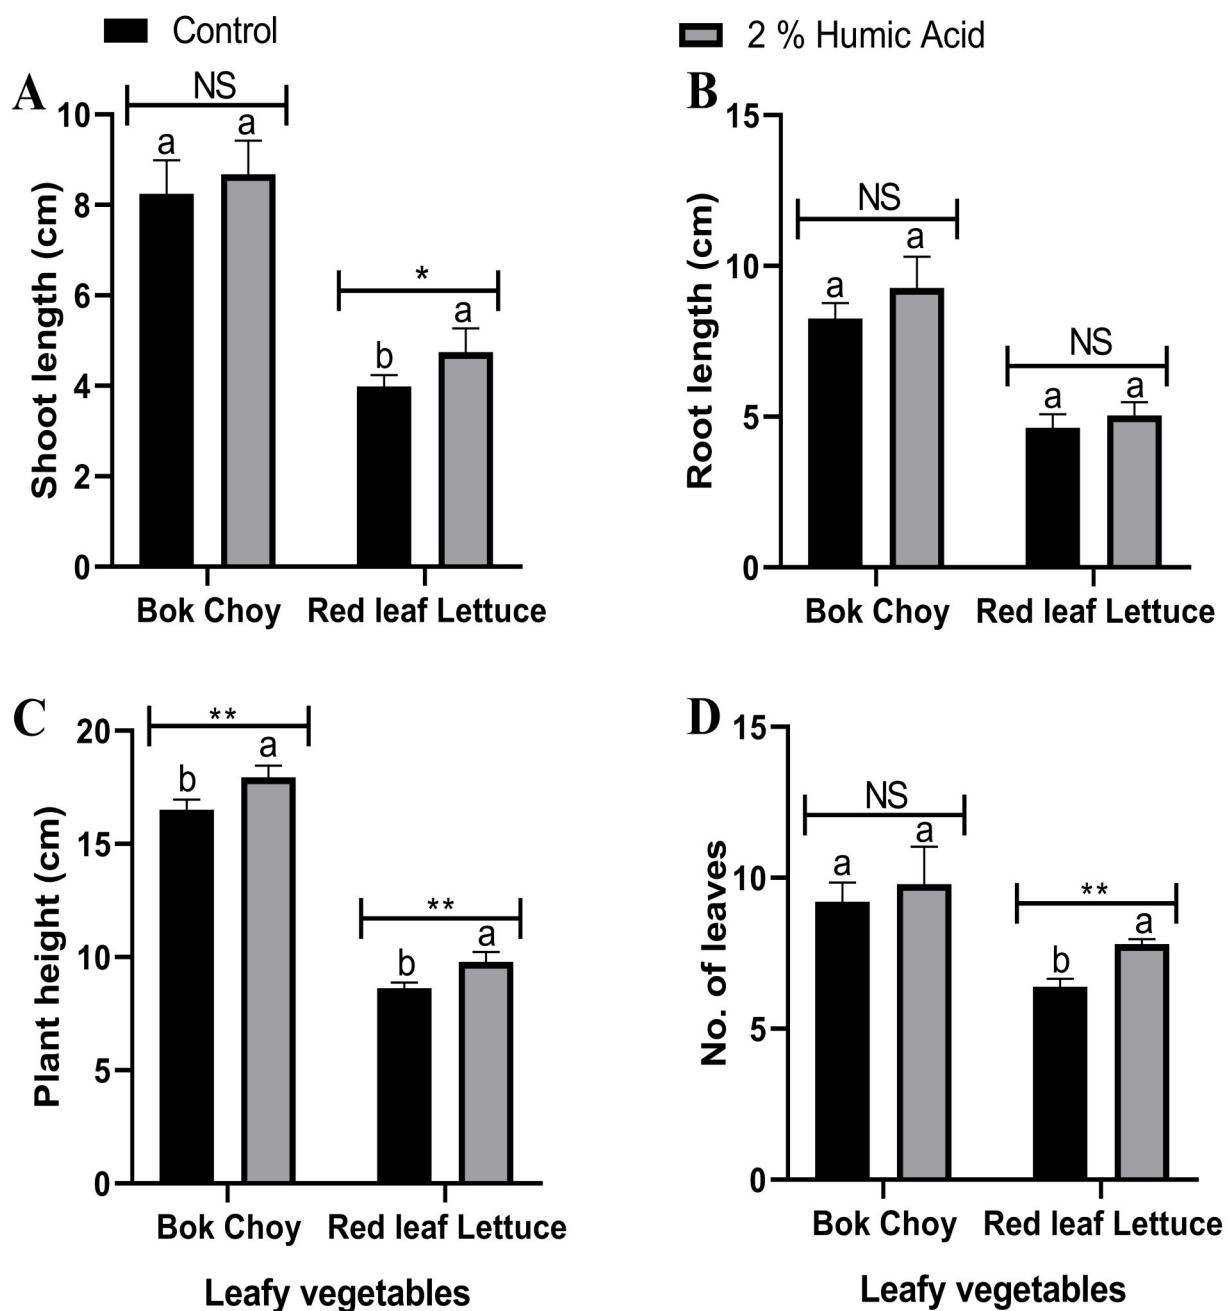 Control
2 % Humic Acid
A
NS
a
a
*
b
a
10
8
6
4
2
0
Shoot length (cm)
Bok Choy
Red leaf Lettuce
B
NS
a
a
NS
a
a
15
10
5
0
Root length (cm)
Bok Choy
Red leaf Lettuce
C
**
b
a
**
b
a
20
15
10
5
0
Plant height (cm)
Bok Choy
Red leaf Lettuce
Leafy vegetables
D
NS
a
a
**
b
a
15
10
5
0
No. of leaves
Bok Choy
Red leaf Lettuce
Leafy vegetables